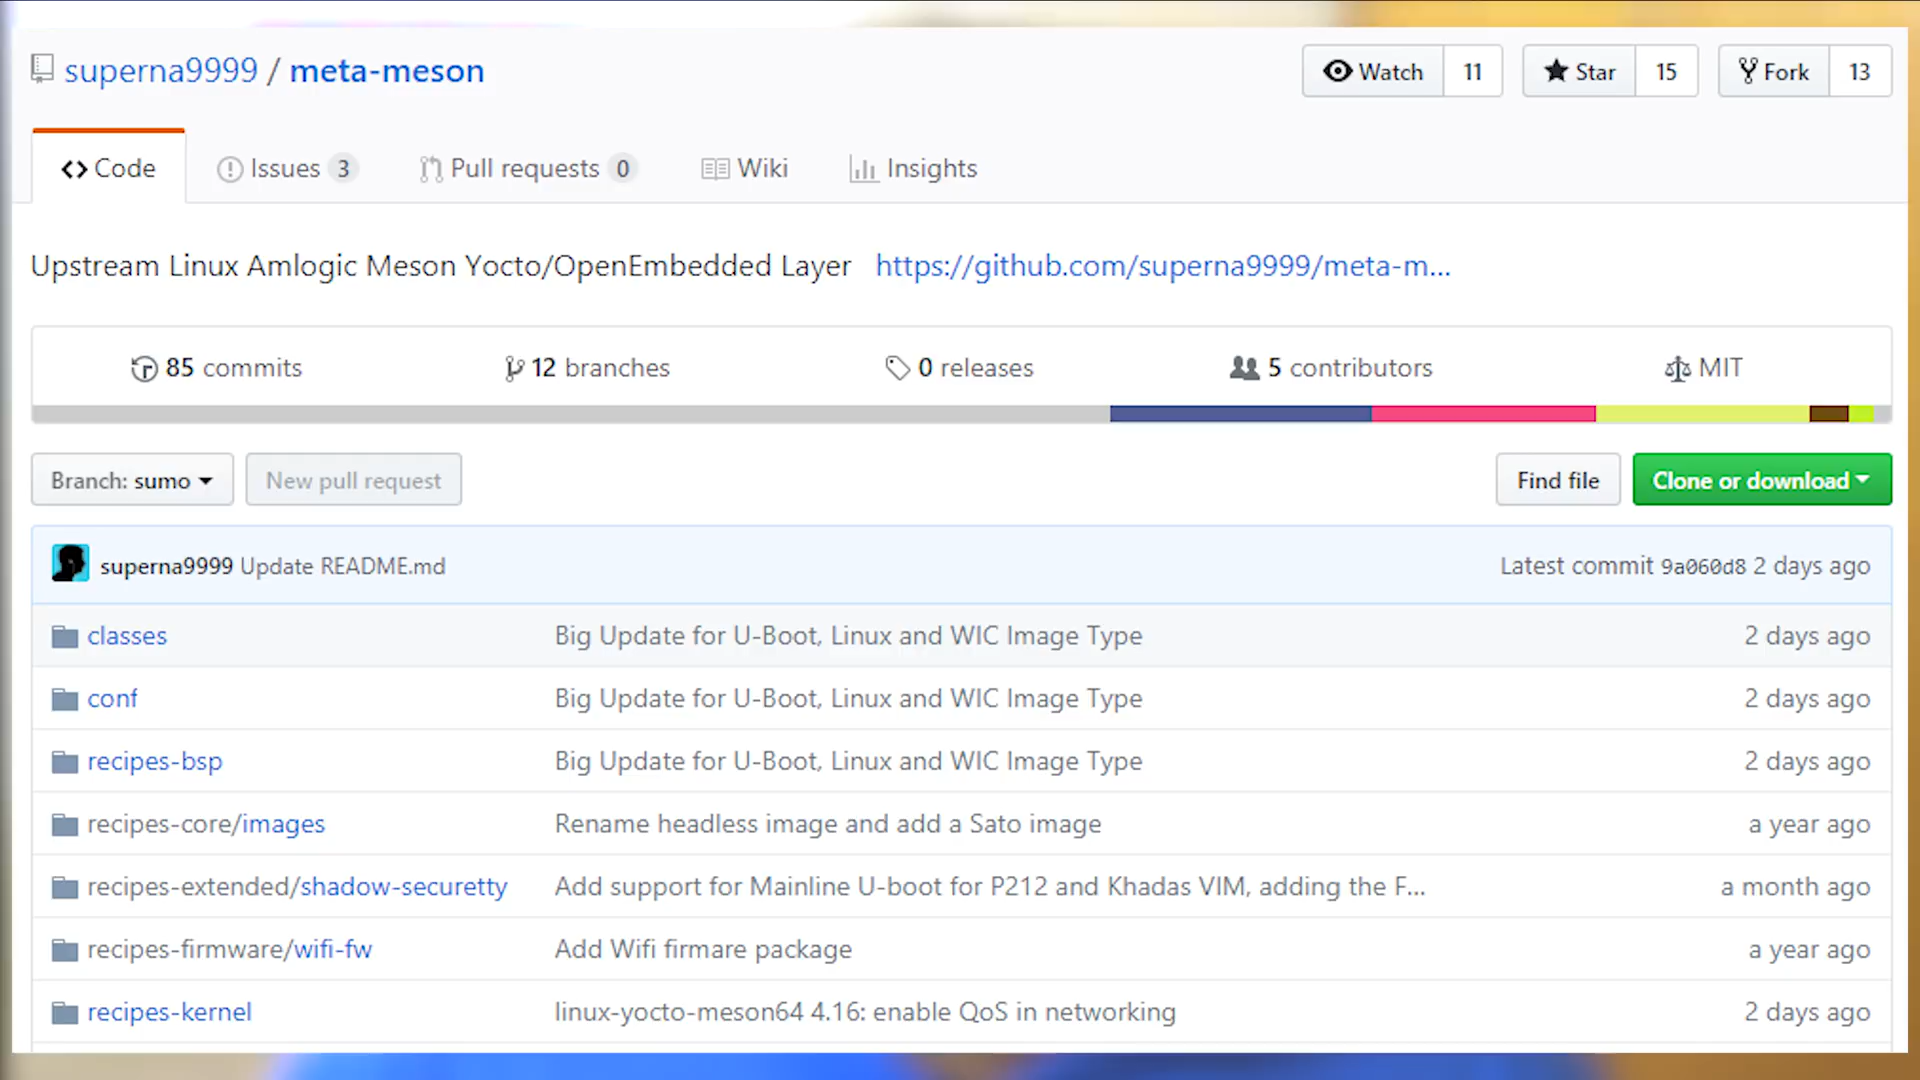 superna9999 / meta-meson
Watch 11 Star 15 Fork 13
Code Issues 3 Pull requests 0 Wiki Insights
Upstream Linux Amlogic Meson Yocto/OpenEmbedded Layer https://github.com/superna9999/meta-m...
85 commits 12 branches 0 releases 5 contributors MIT
Branch: sumo New pull request Find file Clone or download
superna9999 Update README.md Latest commit 9a060d8 2 days ago
classes Big Update for U-Boot, Linux and WIC Image Type 2 days ago
conf Big Update for U-Boot, Linux and WIC Image Type 2 days ago
recipes-bsp Big Update for U-Boot, Linux and WIC Image Type 2 days ago
recipes-core/images Rename headless image and add a Sato image a year ago
recipes-extended/shadow-securetty Add support for Mainline U-boot for P212 and Khadas VIM, adding the F... a month ago
recipes-firmware/wifi-fw Add Wifi firmare package a year ago
recipes-kernel linux-yocto-meson64 4.16: enable QoS in networking 2 days ago